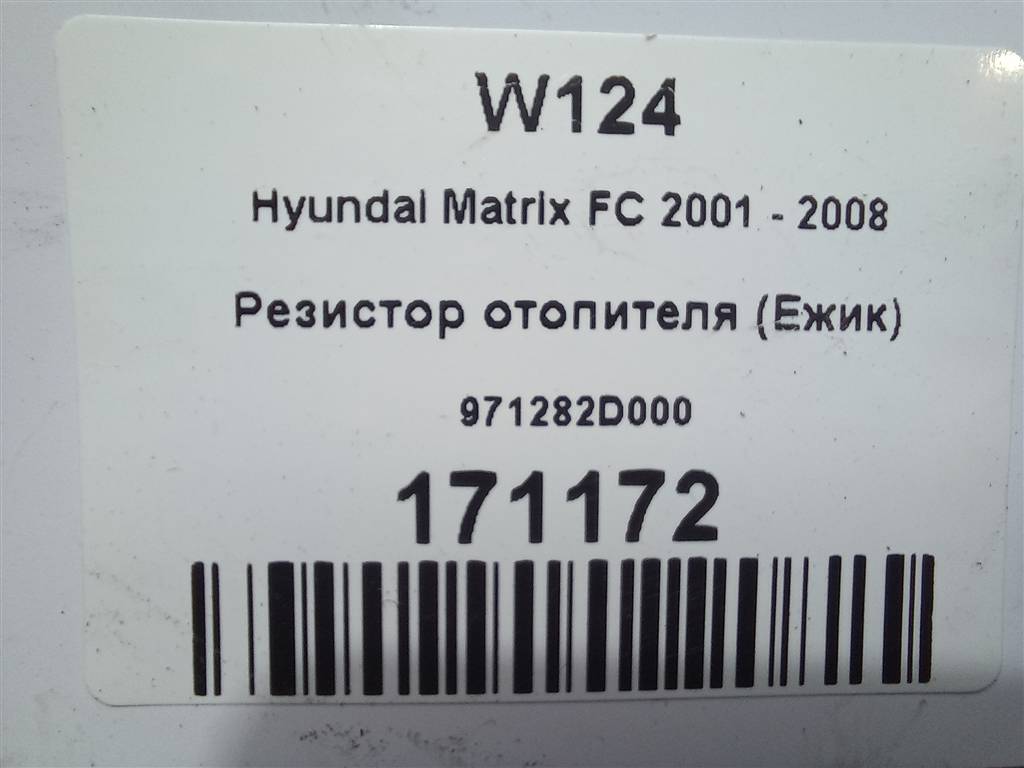 W124
Hyundai Matrix FC 2001 - 2008
Резистор отопителя (Ежик)
971282D000
171172